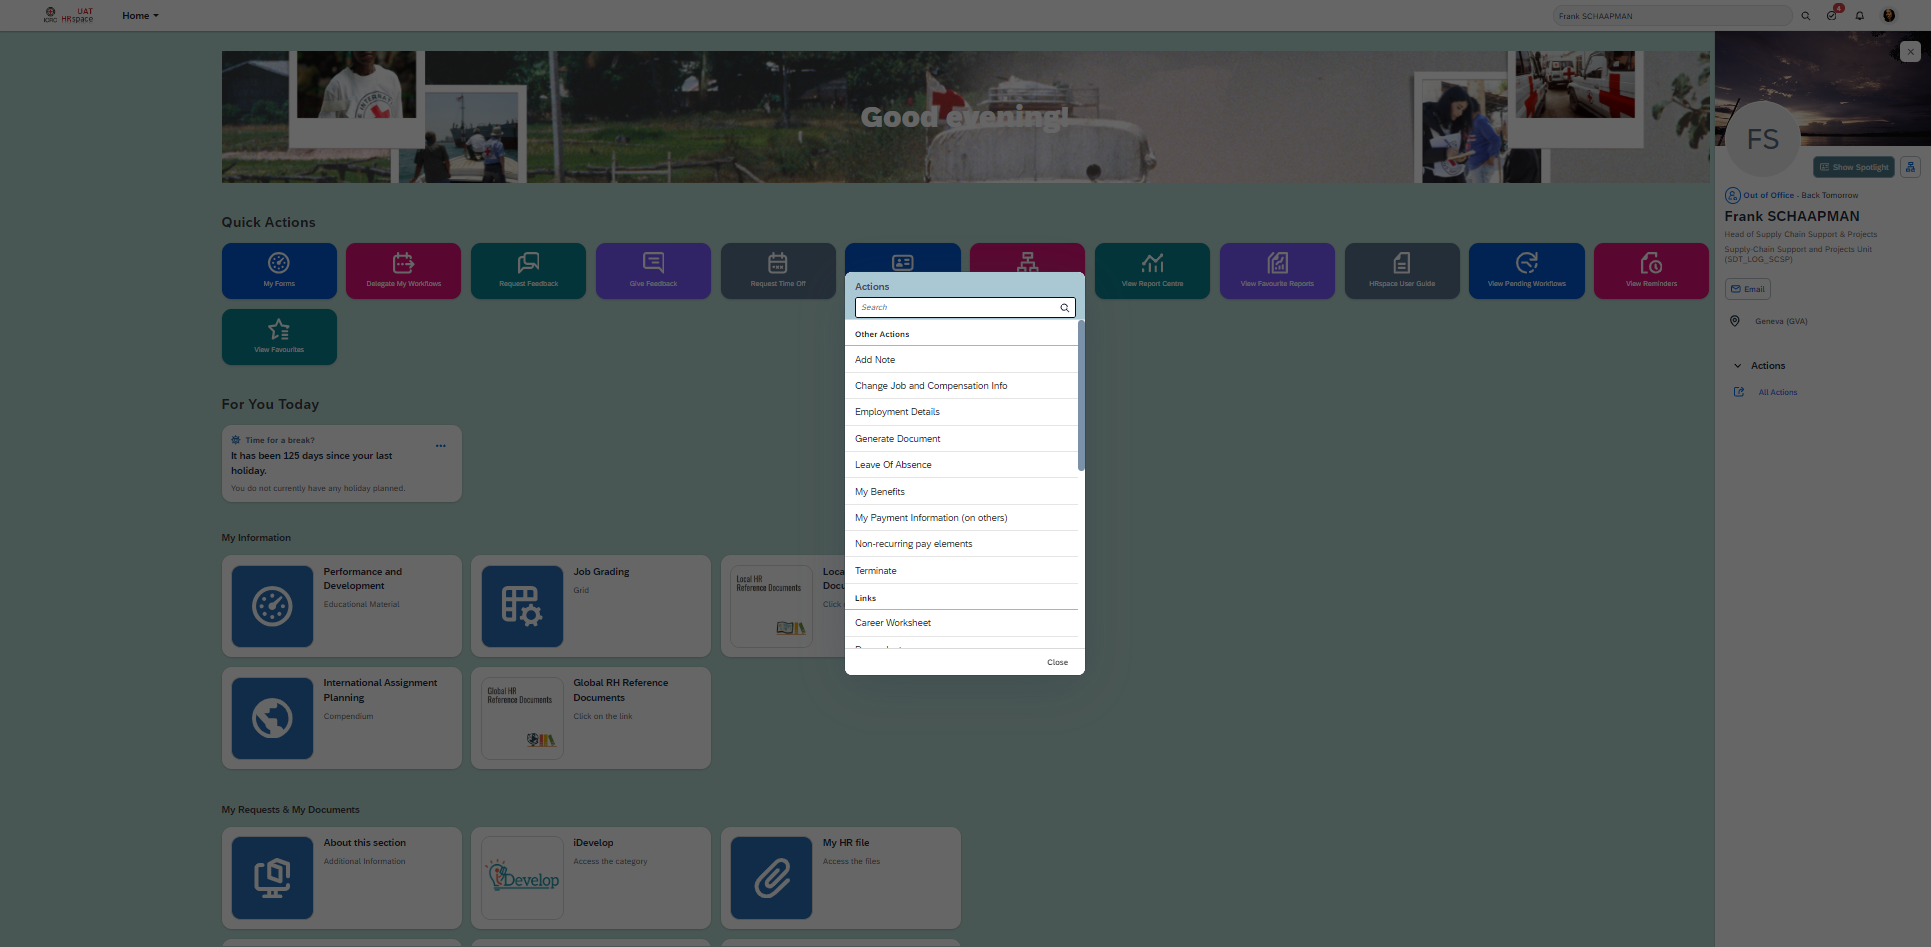 ICRC
UAT
HRspace
Home
Frank SCHAAPMAN
4
Good evening!
FS
Show Spotlight
Out of Office - Back Tomorrow
Frank SCHAAPMAN
Head of Supply Chain Support & Projects
Supply-Chain Support and Projects Unit
(SDT_LOG_SCSP)
Email
Geneva (GVA)
Actions
All Actions
Quick Actions
My Forms
Delegate My Workflows
Request Feedback
Give Feedback
Request Time Off
View Report Centre
View Favourite Reports
HRspace User Guide
View Pending Workflows
View Reminders
View Favourites
Actions
Search
Other Actions
Add Note
Change Job and Compensation Info
Employment Details
Generate Document
Leave Of Absence
My Benefits
My Payment Information (on others)
Non-recurring pay elements
Terminate
Links
Career Worksheet
Close
For You Today
Time for a break?
It has been 125 days since your last
holiday.
You do not currently have any holiday planned.
My Information
Performance and
Development
Educational Material
Job Grading
Grid
Local HR
Reference Documents
Loca
Docu
Click
International Assignment
Planning
Compendium
Global HR
Reference Documents
Global RH Reference
Documents
Click on the link
My Requests & My Documents
About this section
Additional Information
iDevelop
iDevelop
Access the category
My HR file
Access the files